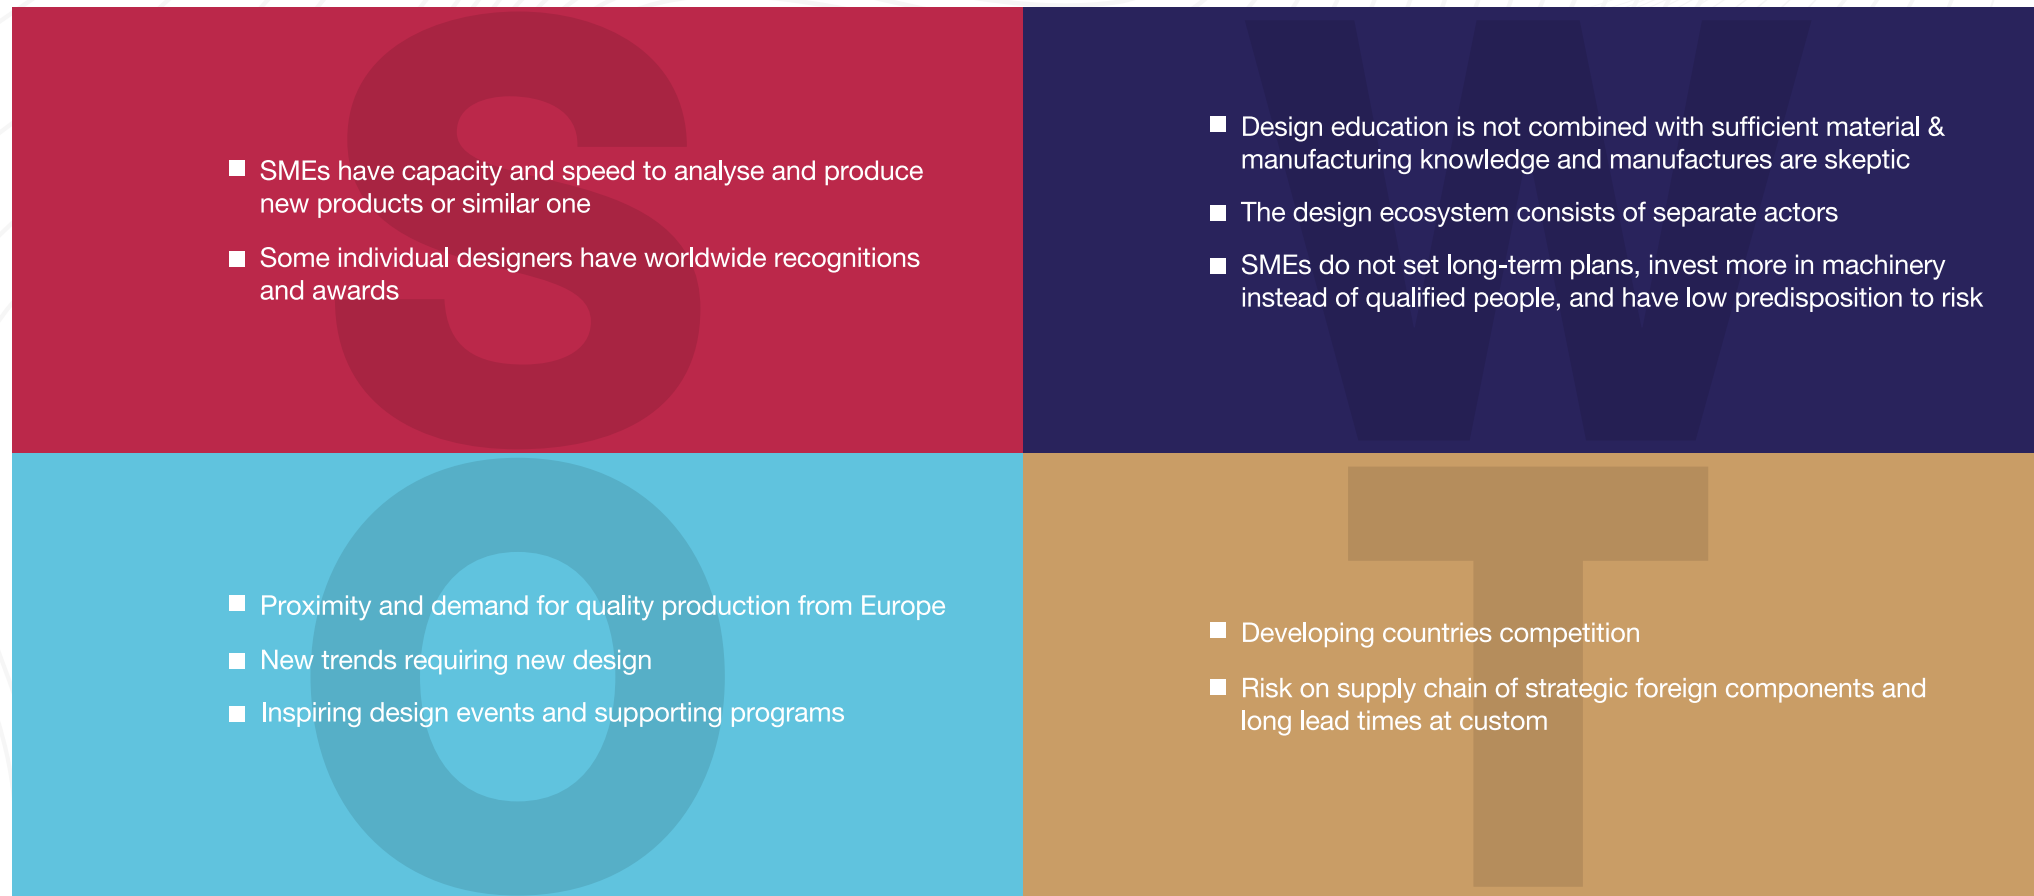 S
SMEs have capacity and speed to analyse and produce
new products or similar one
Some individual designers have worldwide recognitions
and awards
W
Design education is not combined with sufficient material &
manufacturing knowledge and manufactures are skeptic
The design ecosystem consists of separate actors
SMEs do not set long-term plans, invest more in machinery
instead of qualified people, and have low predisposition to risk
O
Proximity and demand for quality production from Europe
New trends requiring new design
Inspiring design events and supporting programs
T
Developing countries competition
Risk on supply chain of strategic foreign components and
long lead times at custom